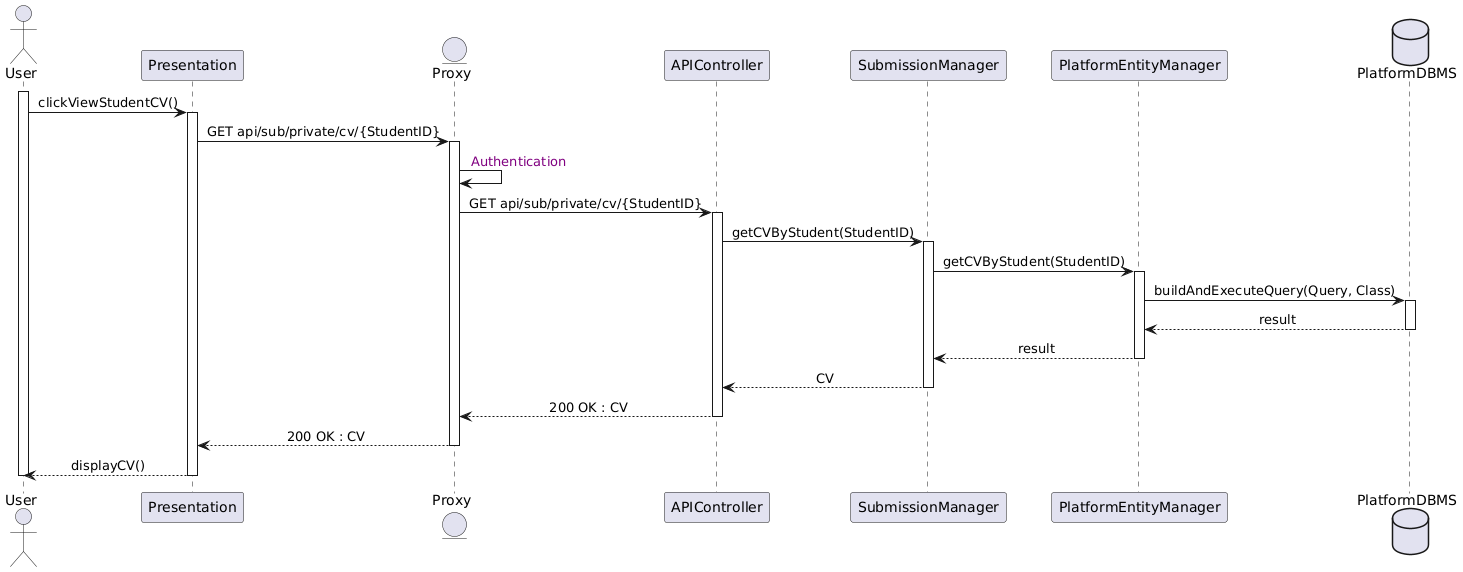 User
Presentation
Proxy
APIController
SubmissionManager
PlatformEntityManager
PlatformDBMS
clickViewStudentCV()
GET api/sub/private/cv/{StudentID}
Authentication
GET api/sub/private/cv/{StudentID}
getCVByStudent(StudentID)
getCVByStudent(StudentID)
buildAndExecuteQuery(Query, Class)
result
result
CV
200 OK : CV
200 OK : CV
displayCV()
User
Presentation
Proxy
APIController
SubmissionManager
PlatformEntityManager
PlatformDBMS